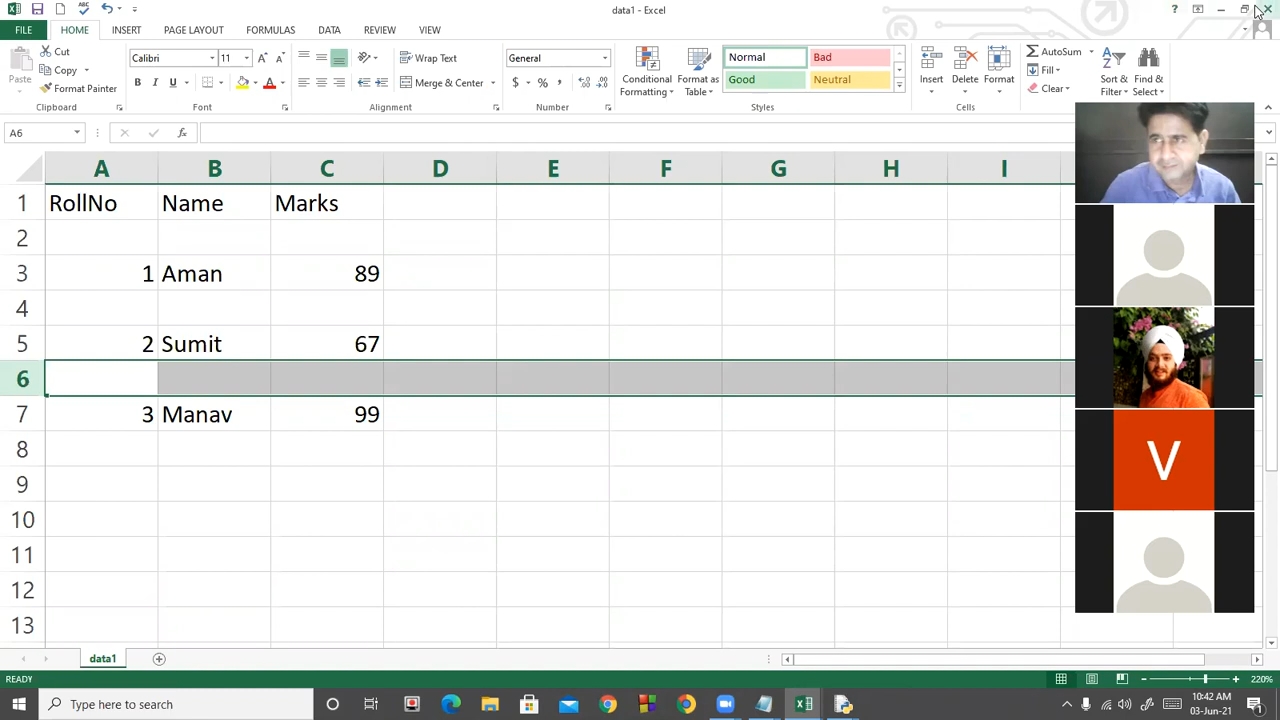 data1 - Excel
FILE HOME INSERT PAGE LAYOUT FORMULAS DATA REVIEW VIEW
Paste
Cut
Copy
Format Painter
Clipboard
Calibri 11
B I U
Font
Wrap Text
Merge & Center
Alignment
General
$ % ,
Number
Conditional Formatting
Format as Table
Normal Bad
Good Neutral
Styles
Insert Delete Format
Cells
AutoSum
Fill
Clear
Sort & Filter
Find & Select
A6
A B C D E F G H I
1 RollNo Name Marks
2
3 1 Aman 89
4
5 2 Sumit 67
6
7 3 Manav 99
8
9
10
11
12
13
V
data1
READY
220%
Type here to search
10:42 AM
03-Jun-21